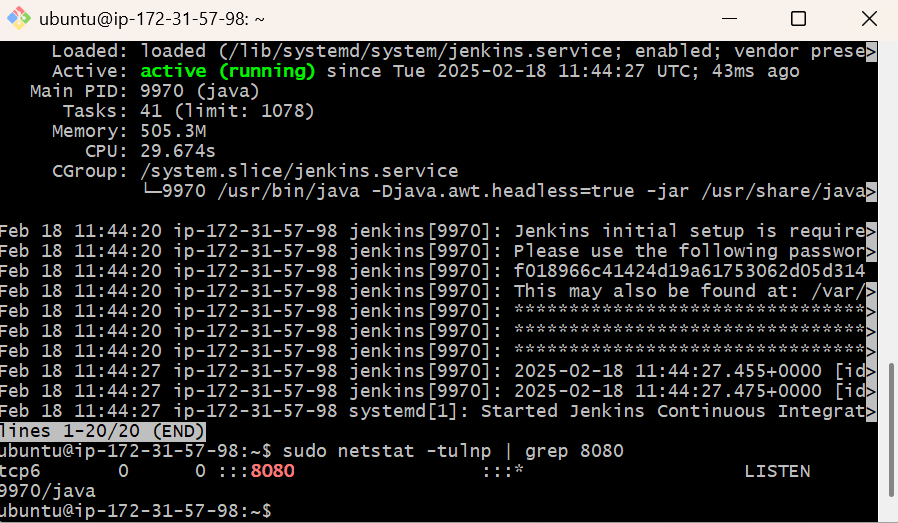 ubuntu@ip-172-31-57-98: ~
Loaded: loaded (/lib/systemd/system/jenkins.service; enabled; vendor prese>
Active: active (running) since Tue 2025-02-18 11:44:27 UTC; 43ms ago
Main PID: 9970 (java)
Tasks: 41 (limit: 1078)
Memory: 505.3M
CPU: 29.674s
CGroup: /system.slice/jenkins.service
└─9970 /usr/bin/java -Djava.awt.headless=true -jar /usr/share/java>
Feb 18 11:44:20 ip-172-31-57-98 jenkins[9970]: Jenkins initial setup is require>
Feb 18 11:44:20 ip-172-31-57-98 jenkins[9970]: Please use the following passwor>
Feb 18 11:44:20 ip-172-31-57-98 jenkins[9970]: f018966c41424d19a61753062d05d314
Feb 18 11:44:20 ip-172-31-57-98 jenkins[9970]: This may also be found at: /var/>
Feb 18 11:44:20 ip-172-31-57-98 jenkins[9970]: ********************************>
Feb 18 11:44:20 ip-172-31-57-98 jenkins[9970]: ********************************>
Feb 18 11:44:20 ip-172-31-57-98 jenkins[9970]: ********************************>
Feb 18 11:44:27 ip-172-31-57-98 jenkins[9970]: 2025-02-18 11:44:27.455+0000 [id>
Feb 18 11:44:27 ip-172-31-57-98 jenkins[9970]: 2025-02-18 11:44:27.475+0000 [id>
Feb 18 11:44:27 ip-172-31-57-98 systemd[1]: Started Jenkins Continuous Integrat>
lines 1-20/20 (END)
ubuntu@ip-172-31-57-98:~$ sudo netstat -tulnp | grep 8080
tcp6 0 0 :::8080 :::* LISTEN
9970/java
ubuntu@ip-172-31-57-98:~$